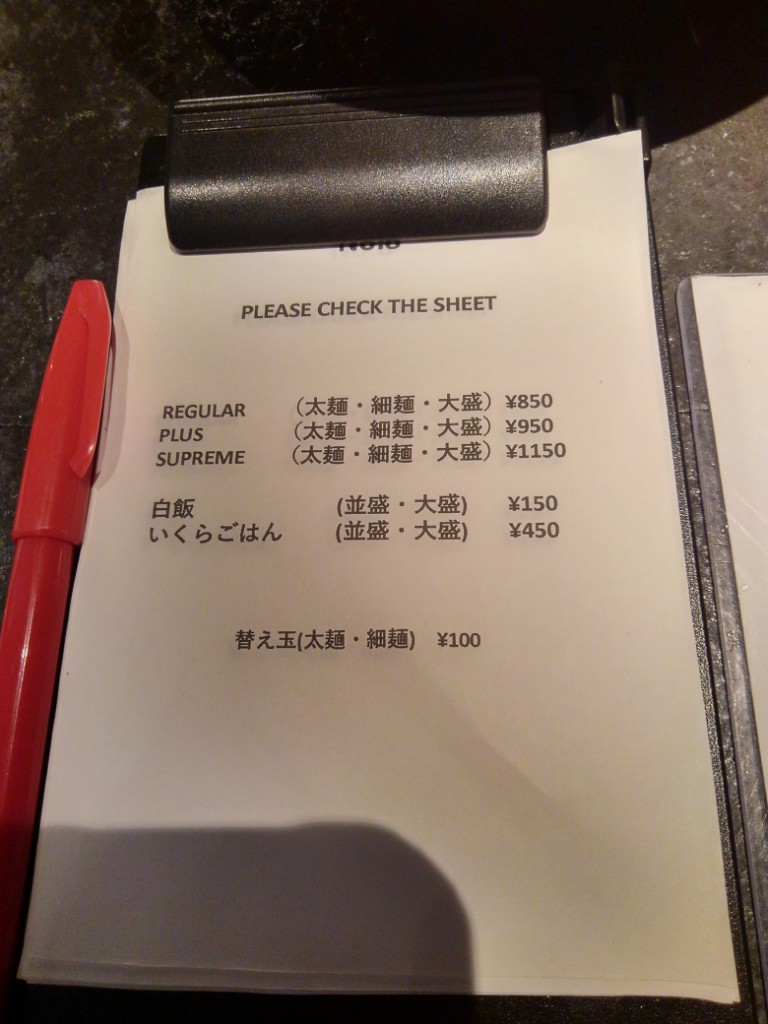 PLEASE CHECK THE SHEET
REGULAR （太麺・細麺・大盛）¥850
PLUS （太麺・細麺・大盛）¥950
SUPREME （太麺・細麺・大盛）¥1150
白飯 (並盛・大盛) ¥150
いくらごはん (並盛・大盛) ¥450
替え玉(太麺・細麺) ¥100